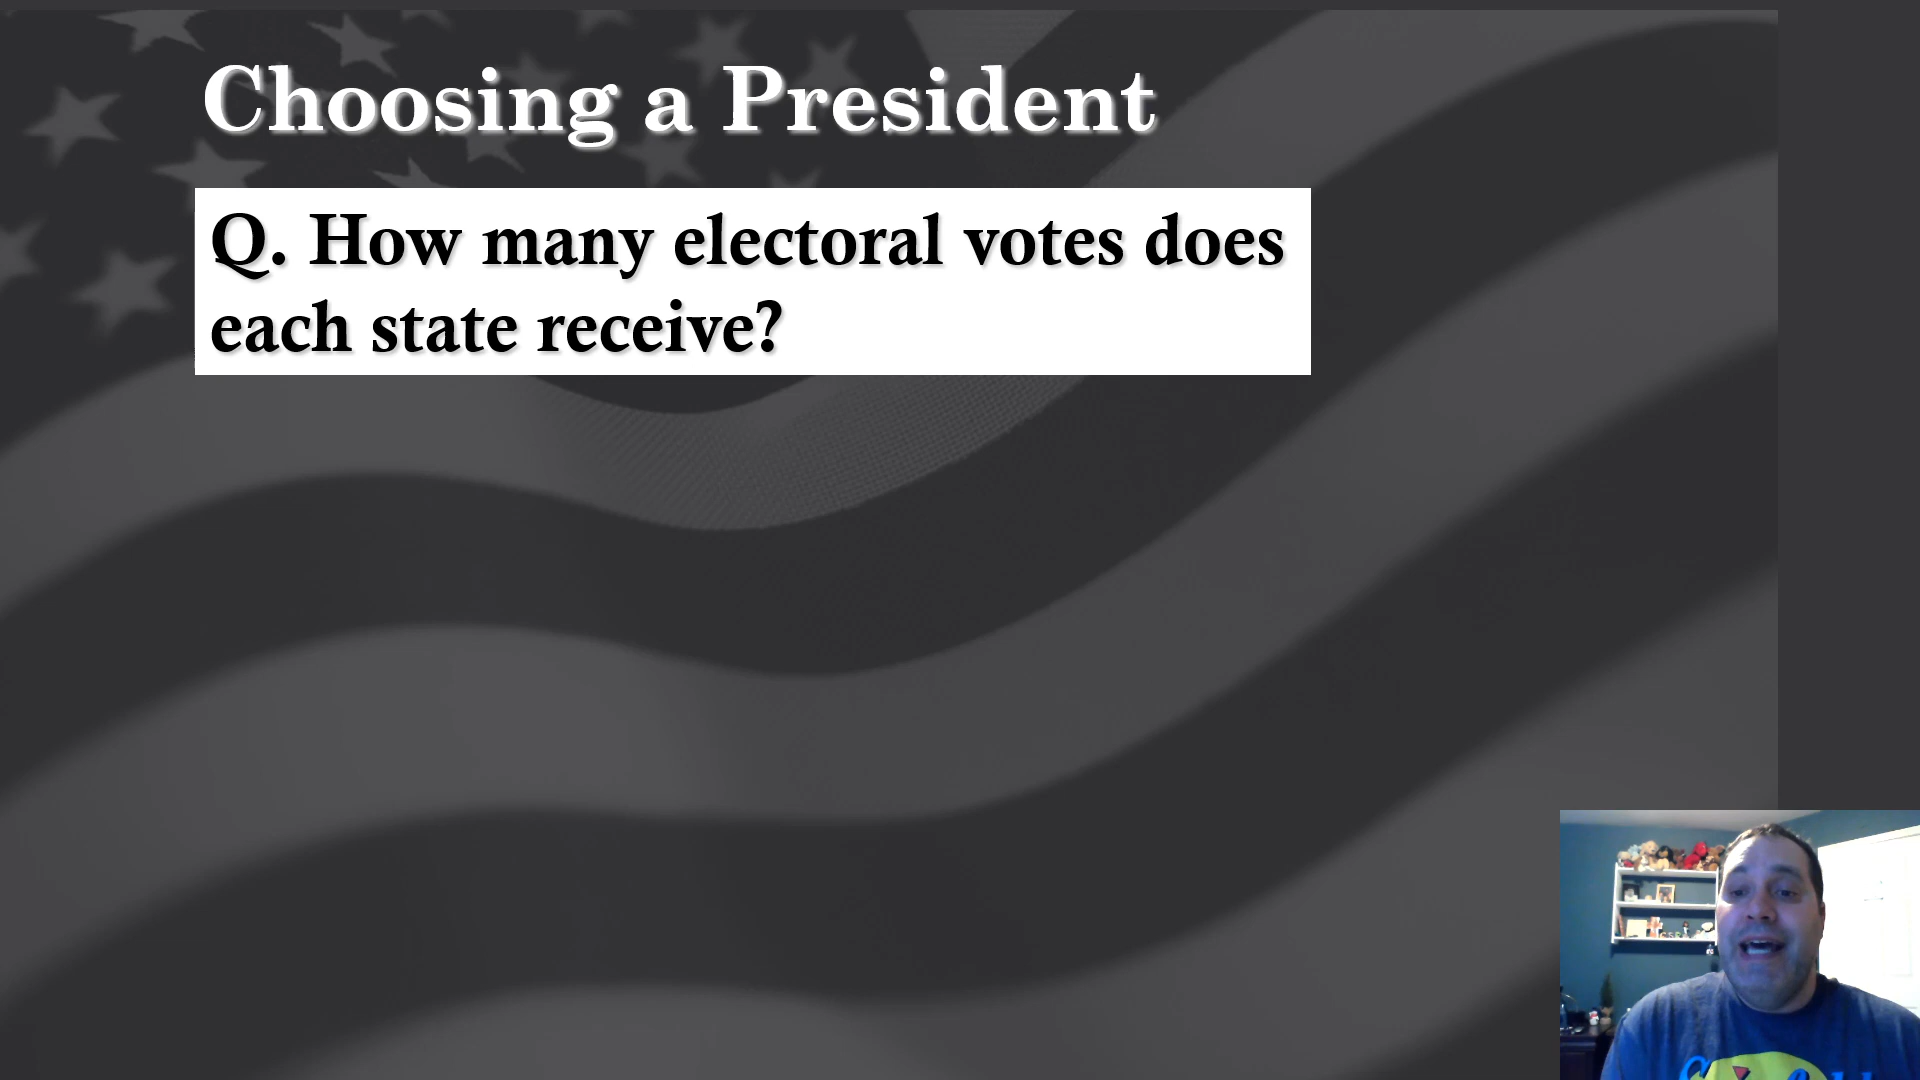 Choosing a President
Q. How many electoral votes does
each state receive?